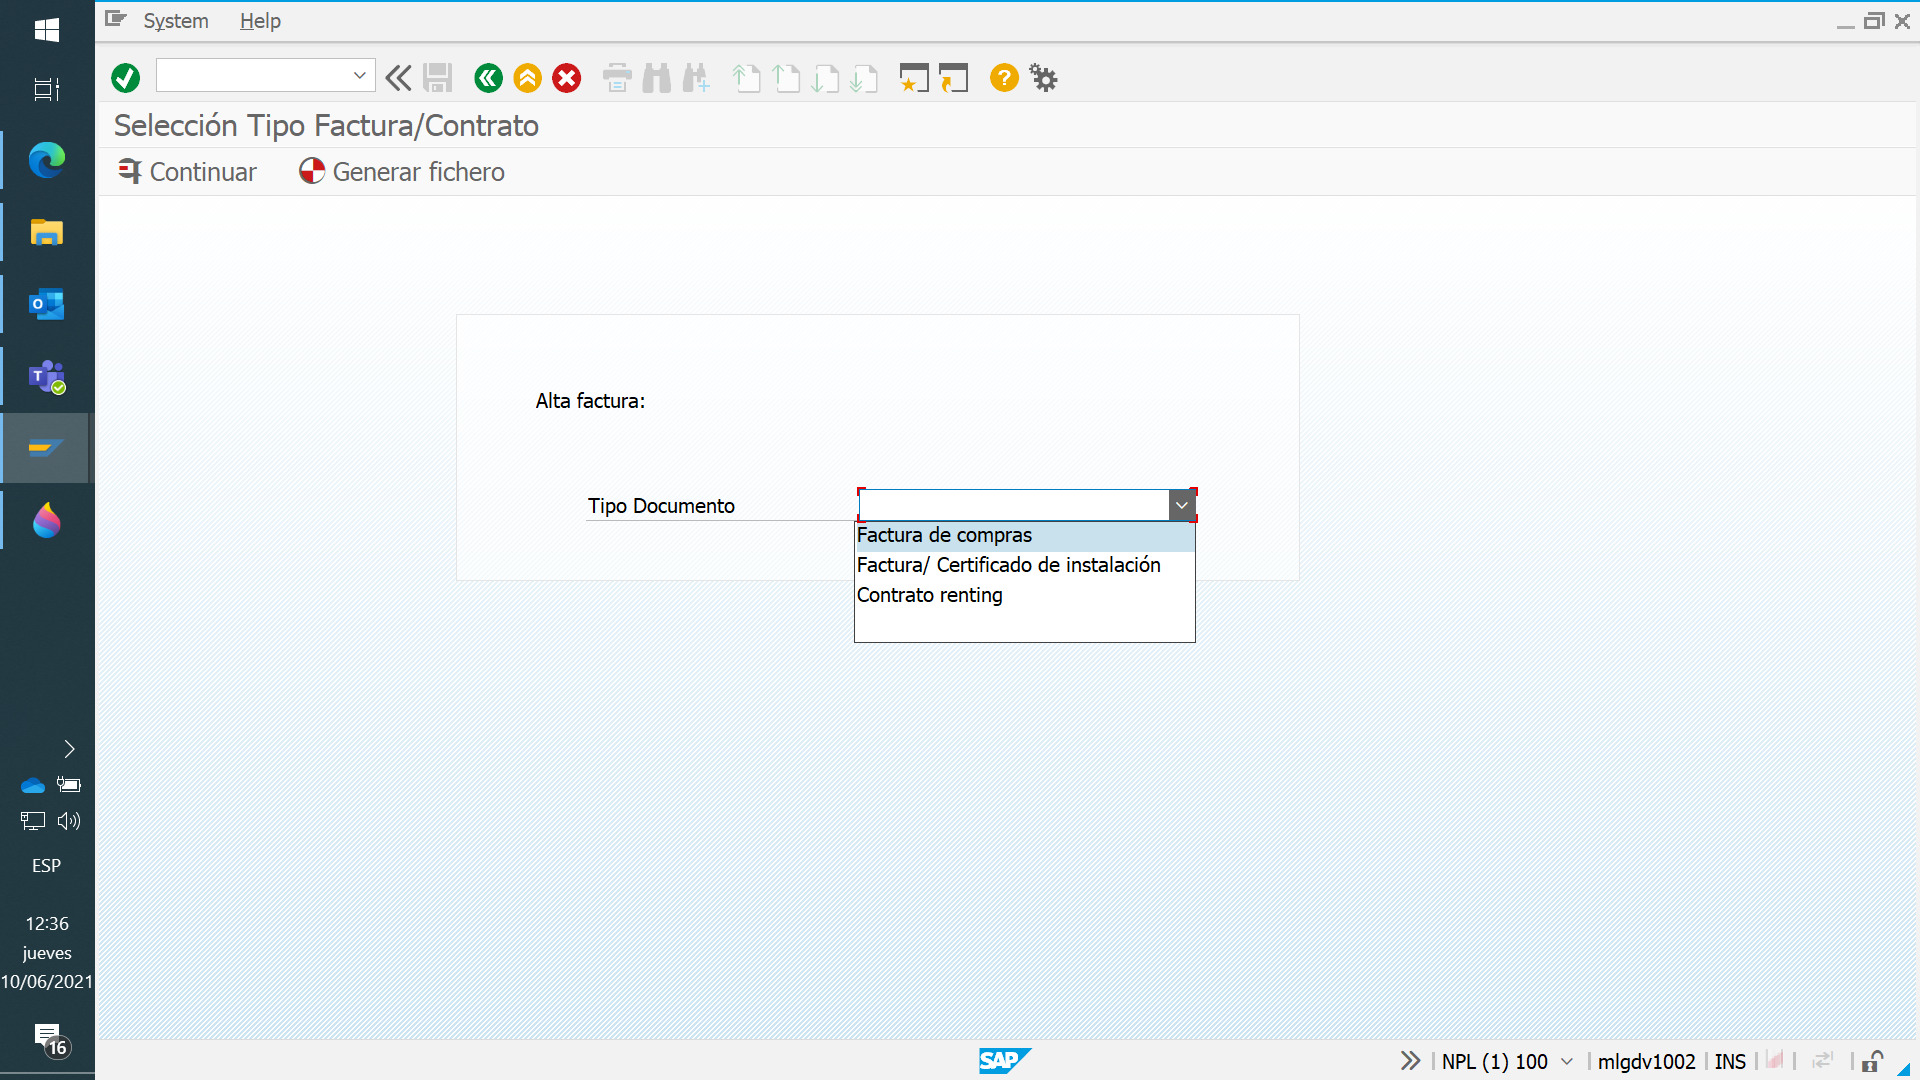 System Help
Selección Tipo Factura/Contrato
Continuar Generar fichero
Alta factura:
Tipo Documento
Factura de compras
Factura/ Certificado de instalación
Contrato renting
ESP
12:36
jueves
10/06/2021
16
SAP
NPL (1) 100 mlgdv1002 INS